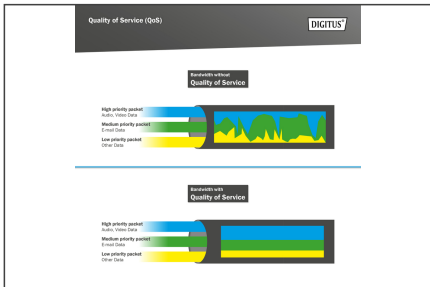 Quality of Service (QoS)
DIGITUS®
Bandwidth without
Quality of Service
High priority packet
Audio, Video Data
Medium priority packet
E-mail Data
Low priority packet
Other Data
Bandwidth with
Quality of Service
High priority packet
Audio, Video Data
Medium priority packet
E-mail Data
Low priority packet
Other Data